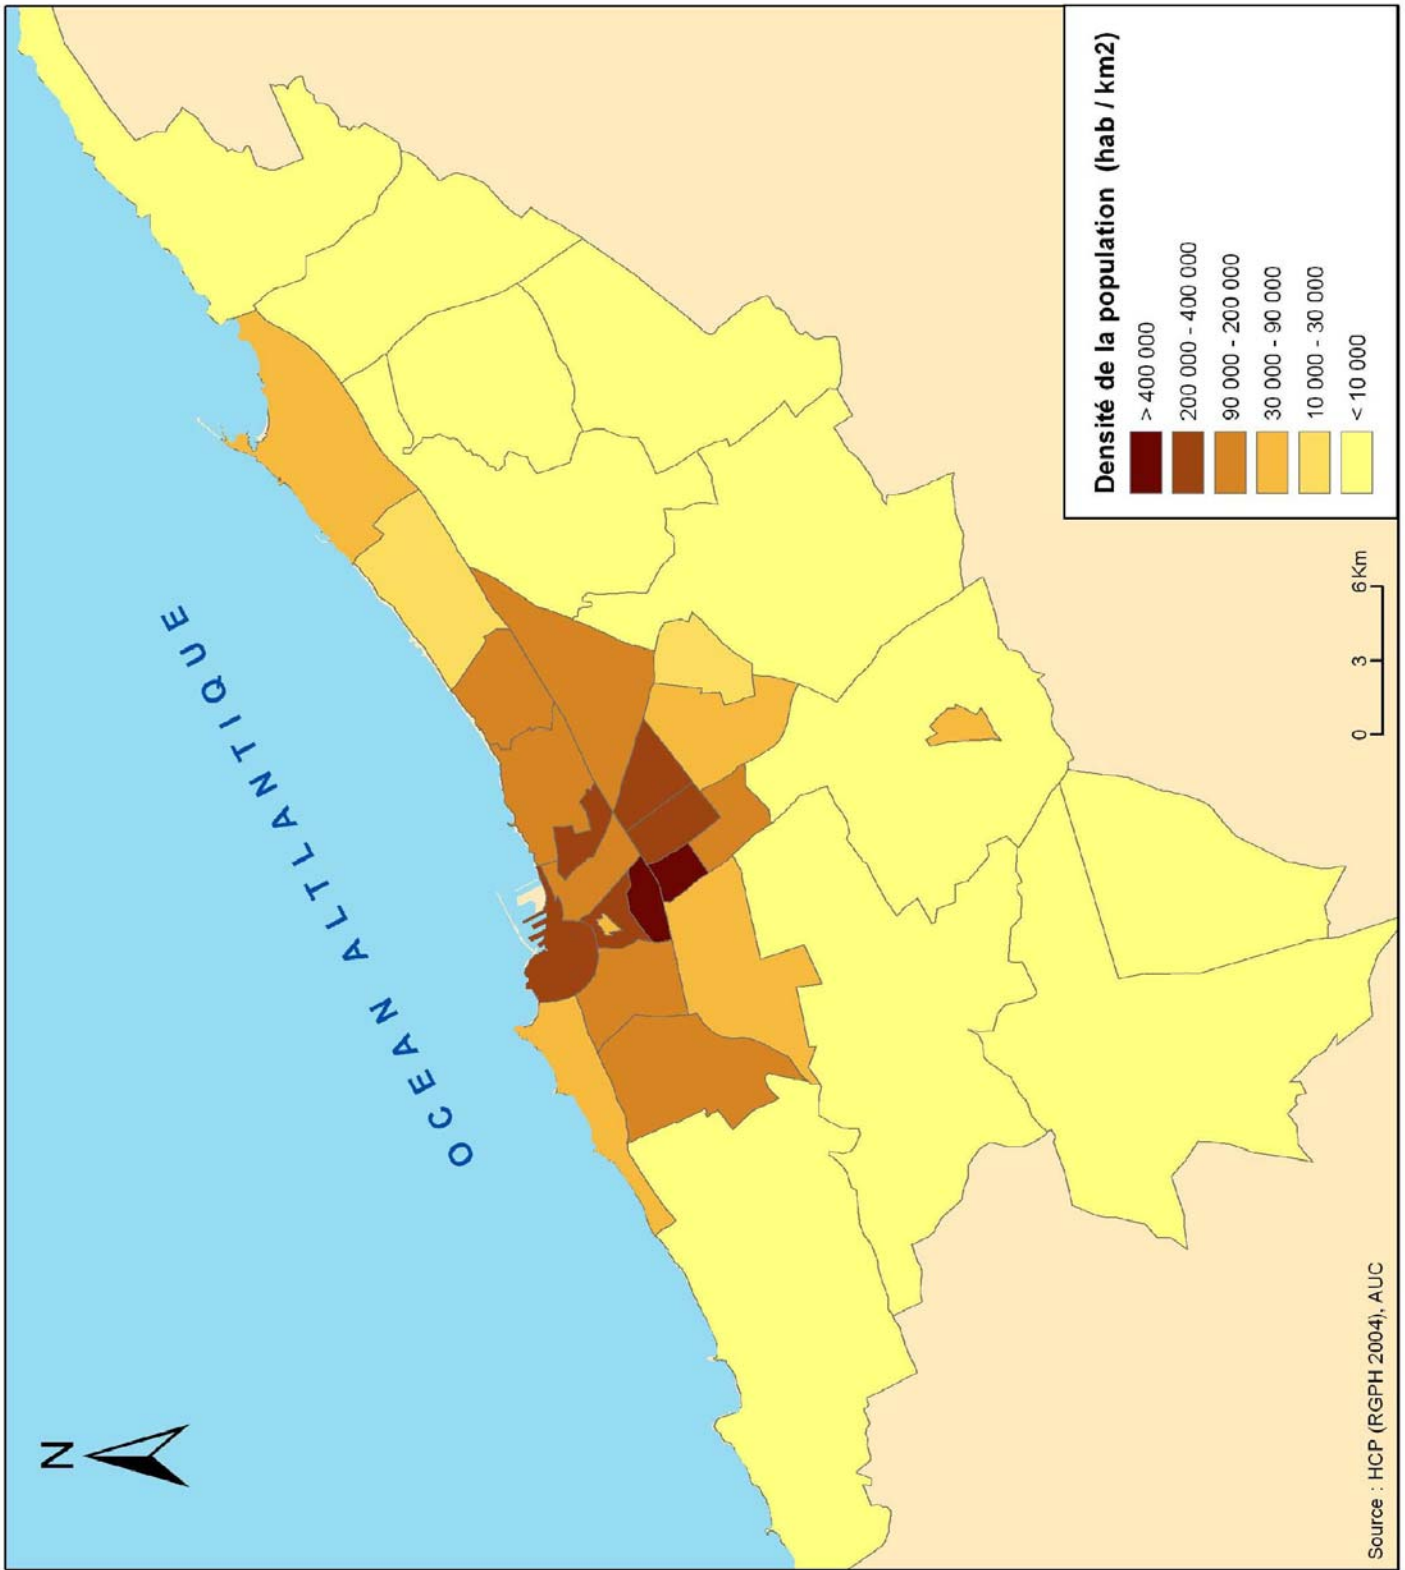 N
OCEAN ALTLANTIQUE
Densité de la population (hab / km2)
> 400 000
200 000 - 400 000
90 000 - 200 000
30 000 - 90 000
10 000 - 30 000
< 10 000
0 3 6 Km
Source : HCP (RGPH 2004), AUC